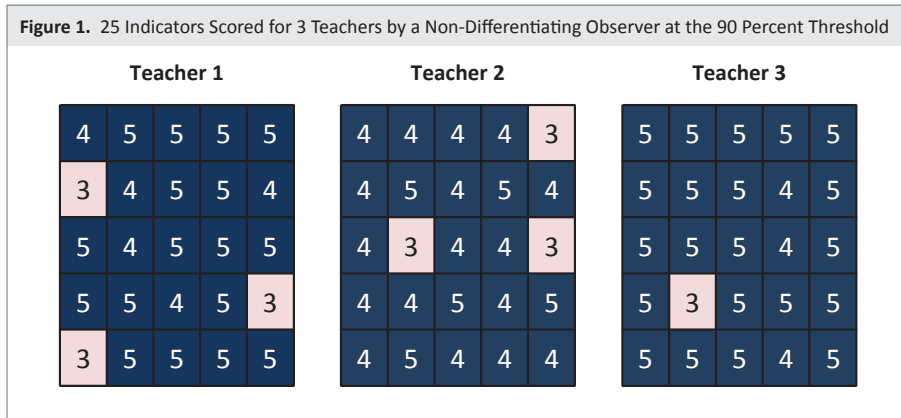 Figure 1. 25 Indicators Scored for 3 Teachers by a Non-Differentiating Observer at the 90 Percent Threshold
Teacher 1
4 5 5 5 5
3 4 5 5 4
5 4 5 5 5
5 5 4 5 3
3 5 5 5 5
Teacher 2
4 4 4 4 3
4 5 4 5 4
4 3 4 4 3
4 4 5 4 5
4 5 4 4 4
Teacher 3
5 5 5 5 5
5 5 5 4 5
5 5 5 4 5
5 3 5 5 5
5 5 5 4 5